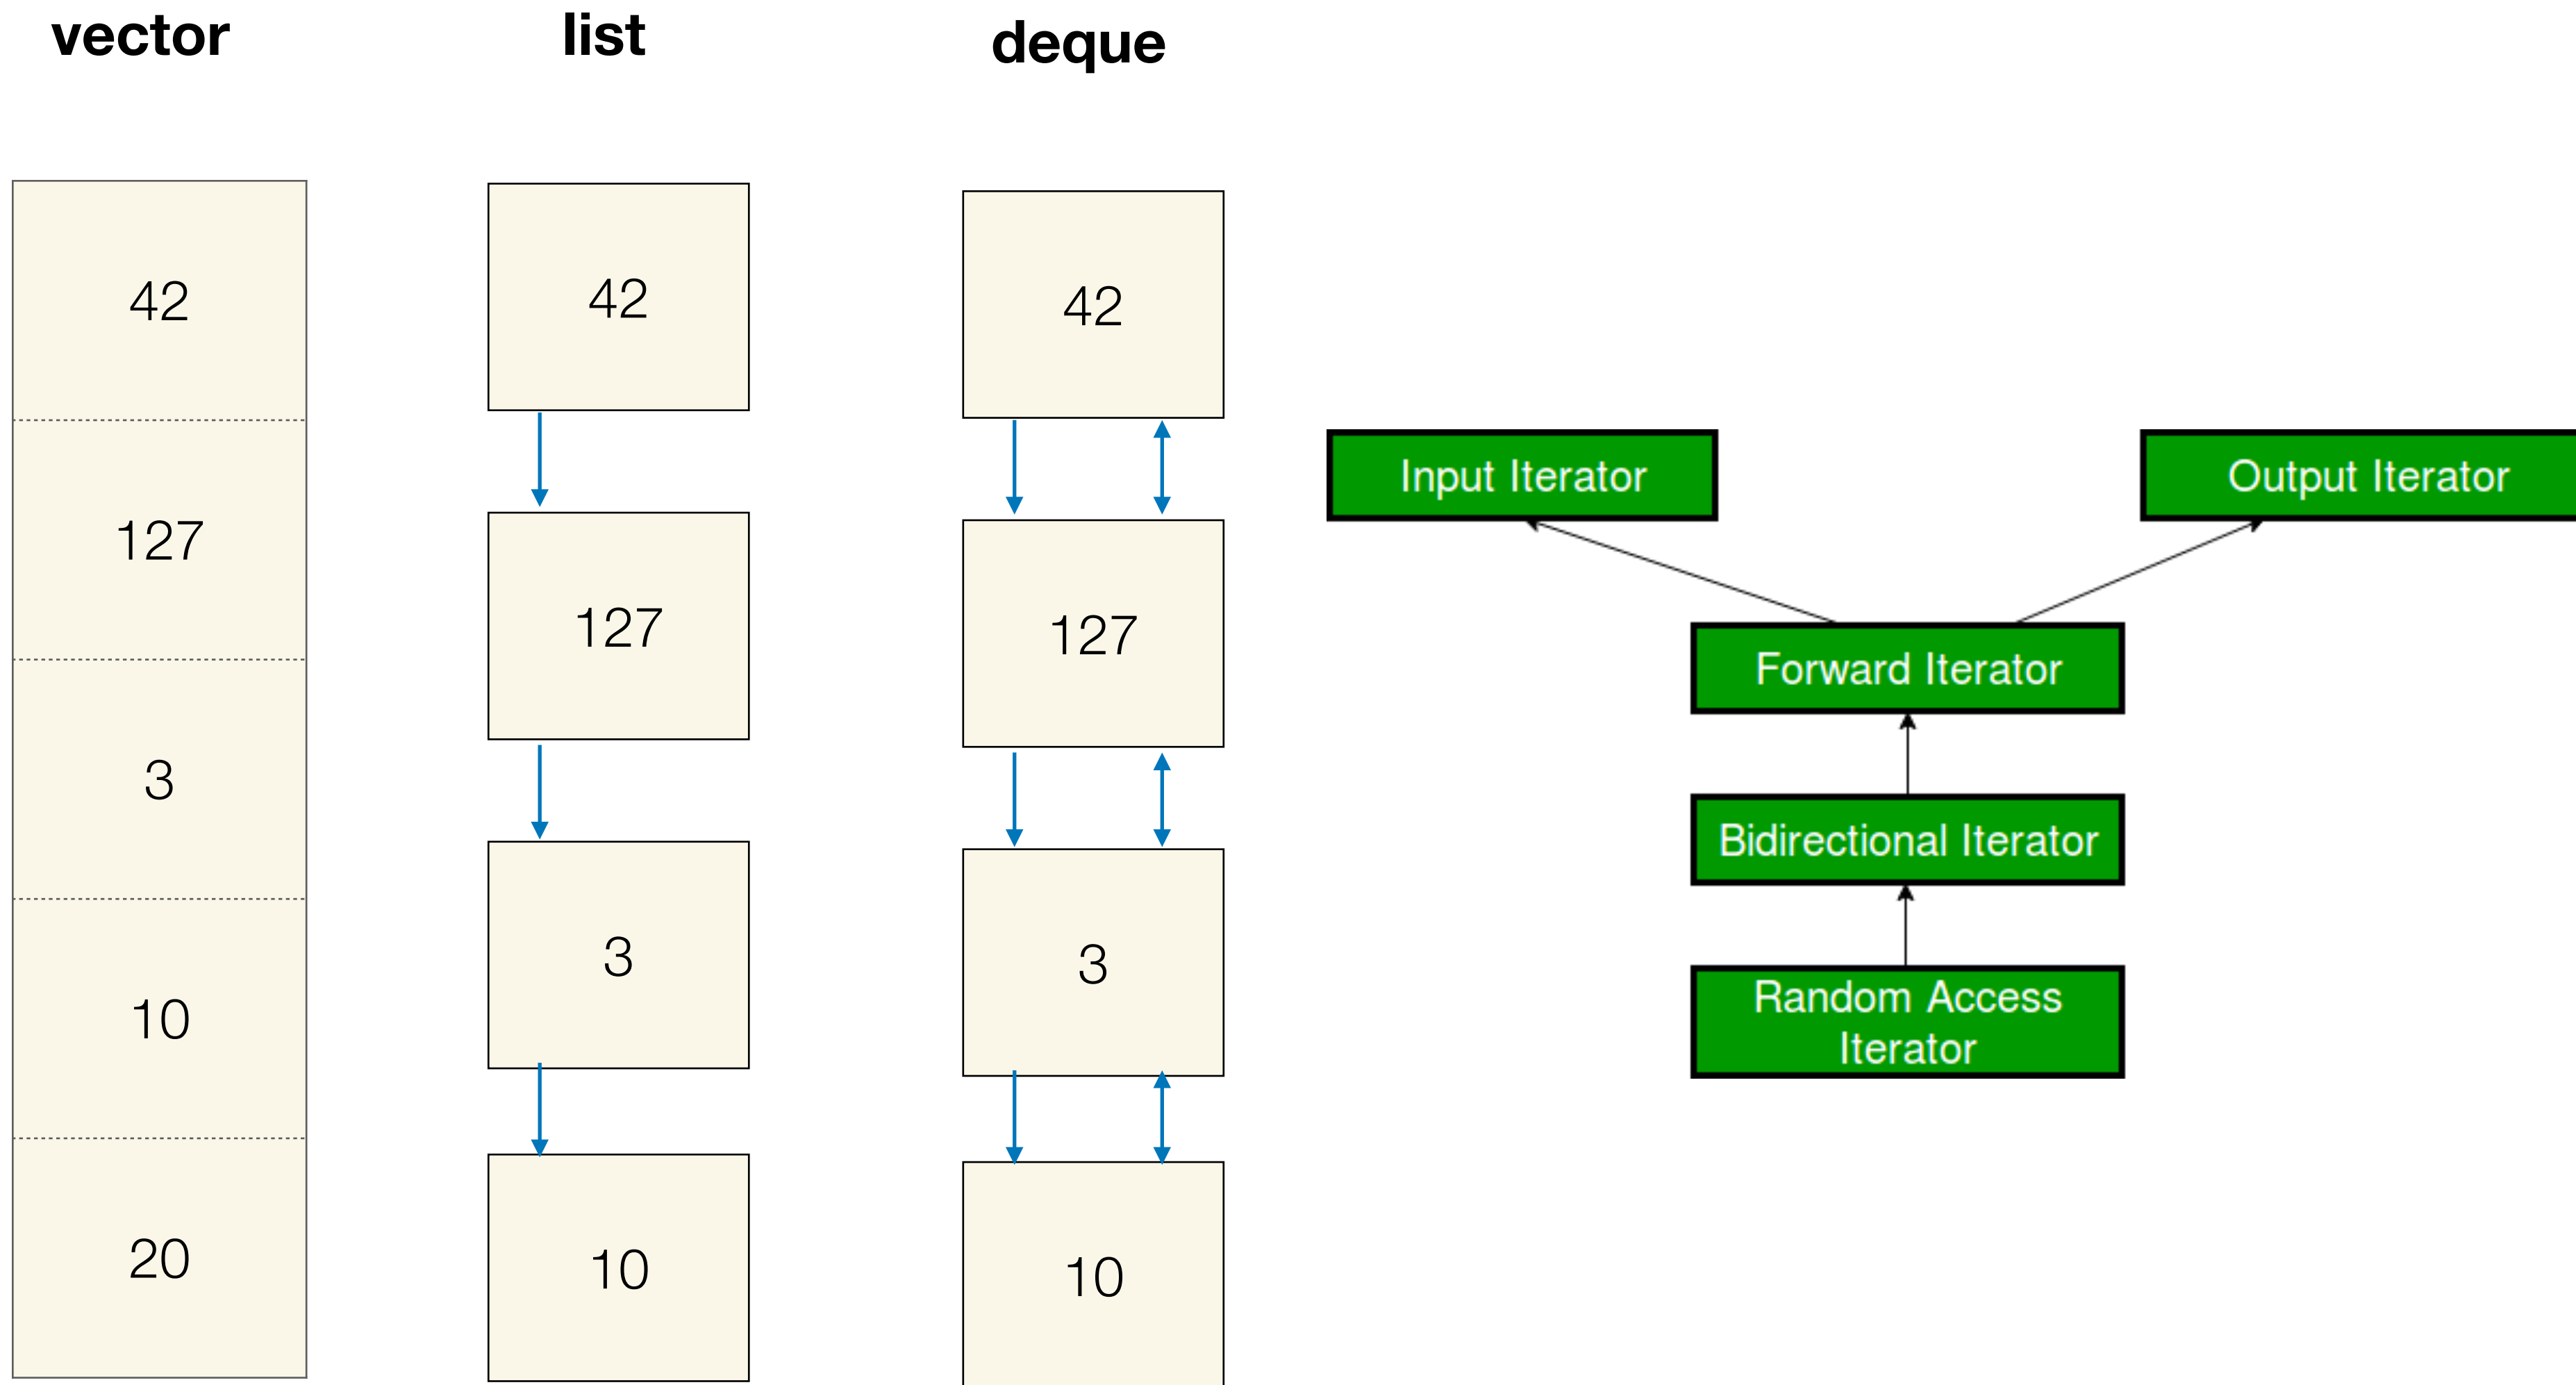 vector
42
127
3
10
20
list
42
127
3
10
deque
42
127
3
10
Input Iterator
Output Iterator
Forward Iterator
Bidirectional Iterator
Random Access
Iterator